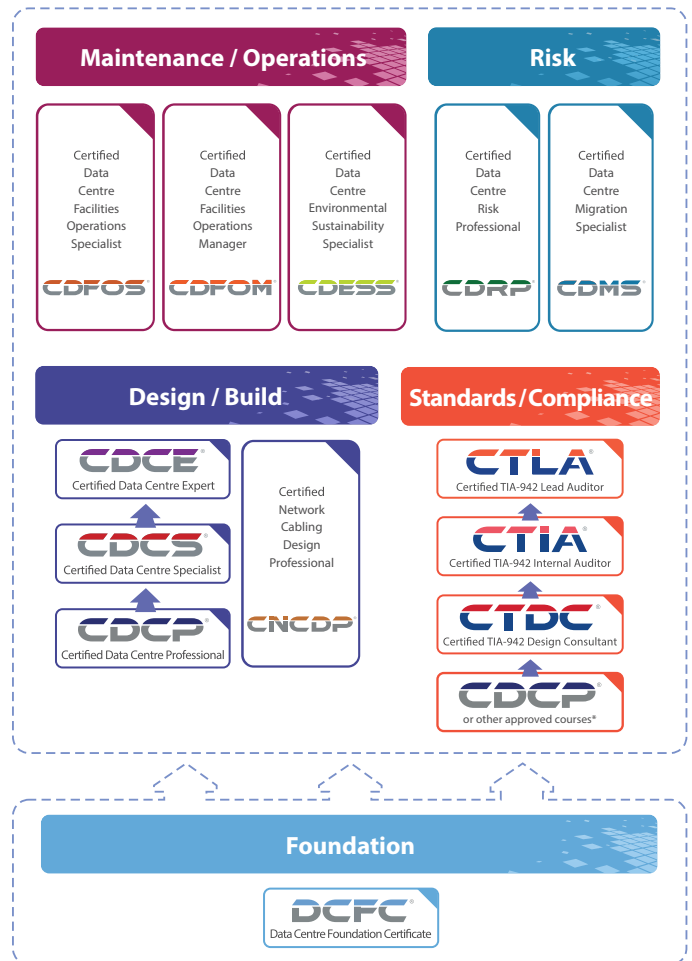 Maintenance / Operations
Risk
Certified
Data
Centre
Facilities
Operations
Specialist
CDFOS®
Certified
Data
Centre
Facilities
Operations
Manager
CDFOM®
Certified
Data
Centre
Environmental
Sustainability
Specialist
CDESS®
Certified
Data
Centre
Risk
Professional
CDRP®
Certified
Data
Centre
Migration
Specialist
CDMS®
Design / Build
CDCE®
Certified Data Centre Expert
CDCS®
Certified Data Centre Specialist
CDCP®
Certified Data Centre Professional
Certified
Network
Cabling
Design
Professional
CNCDP®
Standards/Compliance
CTLA®
Certified TIA-942 Lead Auditor
CTIA®
Certified TIA-942 Internal Auditor
CTDC®
Certified TIA-942 Design Consultant
CDCP®
or other approved courses*
Foundation
DCFC®
Data Centre Foundation Certificate